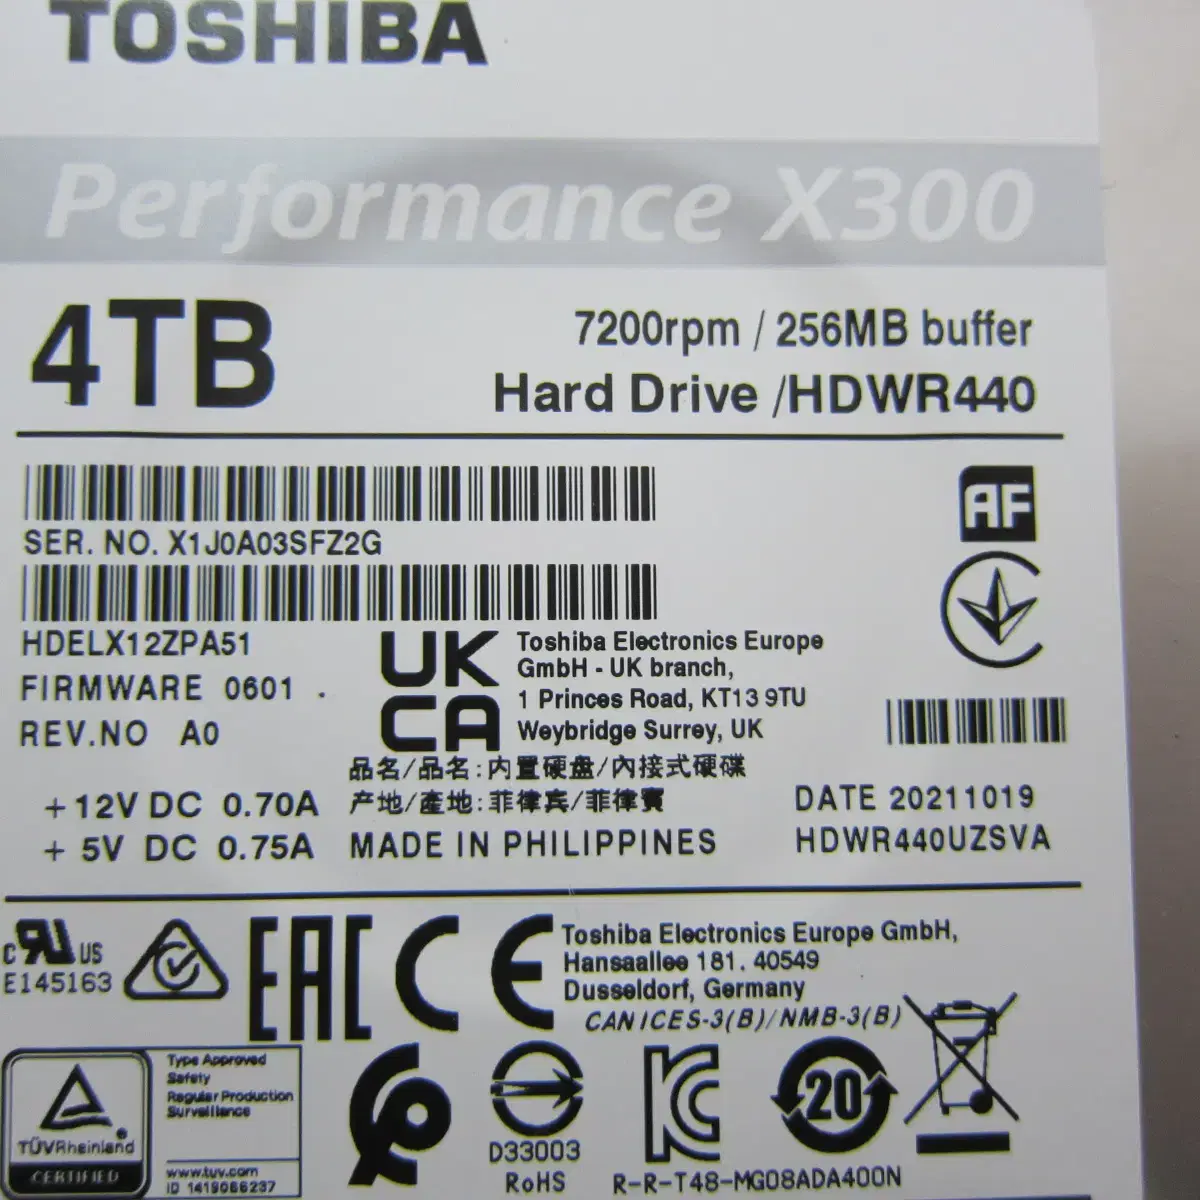 TOSHIBA
Performance X300
4TB
7200rpm / 256MB buffer
Hard Drive /HDWR440
AF
SER. NO. X1J0A03SFZ2G
HDELX12ZPA51
FIRMWARE 0601 .
REV.NO A0
UK
CA
Toshiba Electronics Europe
GmbH - UK branch,
1 Princes Road, KT13 9TU
Weybridge Surrey, UK
品名/品名:内置硬盘/內接式硬碟
产地/產地:菲律宾/菲律賓
+12V DC 0.70A
+ 5V DC 0.75A
MADE IN PHILIPPINES
DATE 20211019
HDWR440UZSVA
c RU US
E145163
EAC
CE
Toshiba Electronics Europe GmbH,
Hansaallee 181. 40549
Dusseldorf, Germany
CAN ICES-3(B)/NMB-3(B)
TÜVRheinland
CERTIFIED
Type Approved
Safety
Regular Production
Surveillance
www.tuv.com
ID 1419066237
D33003
RoHS
20
R-R-T48-MG08ADA400N